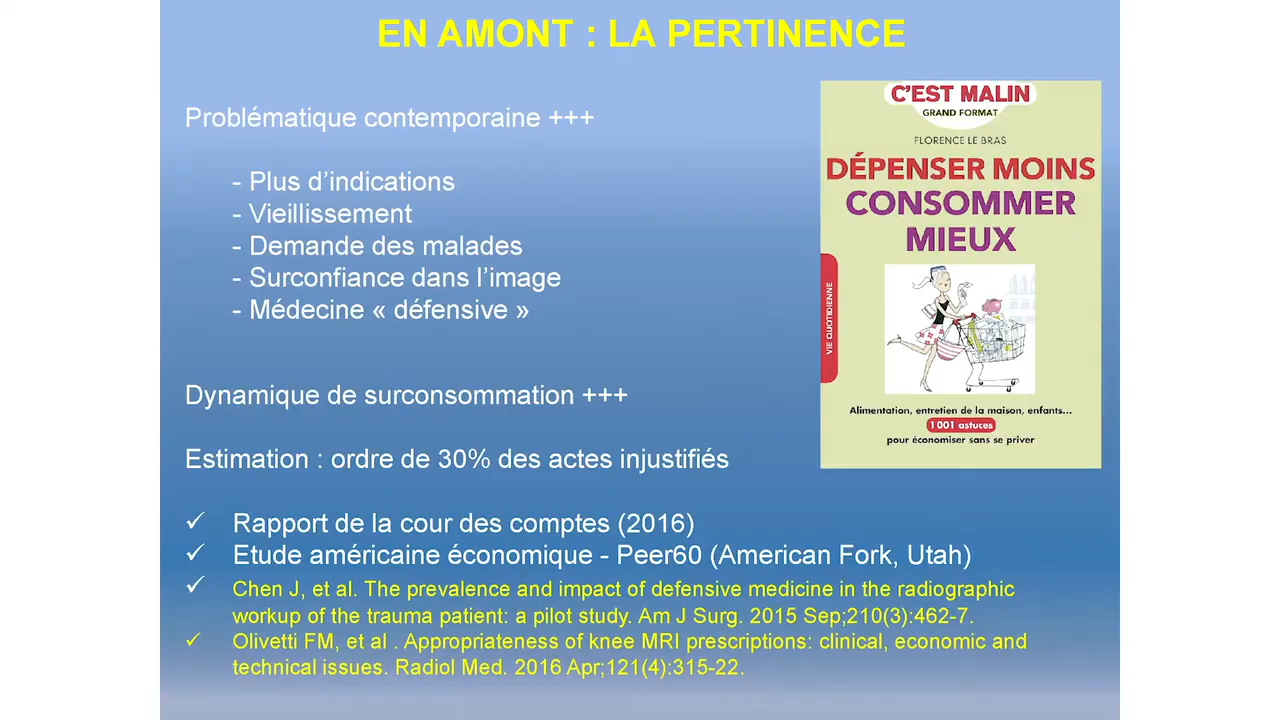 EN AMONT : LA PERTINENCE
Problématique contemporaine +++
- Plus d’indications
- Vieillissement
- Demande des malades
- Surconfiance dans l’image
- Médecine « défensive »
Dynamique de surconsommation +++
Estimation : ordre de 30% des actes injustifiés
✓ Rapport de la cour des comptes (2016)
✓ Etude américaine économique - Peer60 (American Fork, Utah)
✓ Chen J, et al. The prevalence and impact of defensive medicine in the radiographic
workup of the trauma patient: a pilot study. Am J Surg. 2015 Sep;210(3):462-7.
✓ Olivetti FM, et al . Appropriateness of knee MRI prescriptions: clinical, economic and
technical issues. Radiol Med. 2016 Apr;121(4):315-22.
C’EST MALIN
GRAND FORMAT
FLORENCE LE BRAS
DÉPENSER MOINS
CONSOMMER
MIEUX
VIE QUOTIDIENNE
Alimentation, entretien de la maison, enfants...
1 001 astuces
pour économiser sans se priver